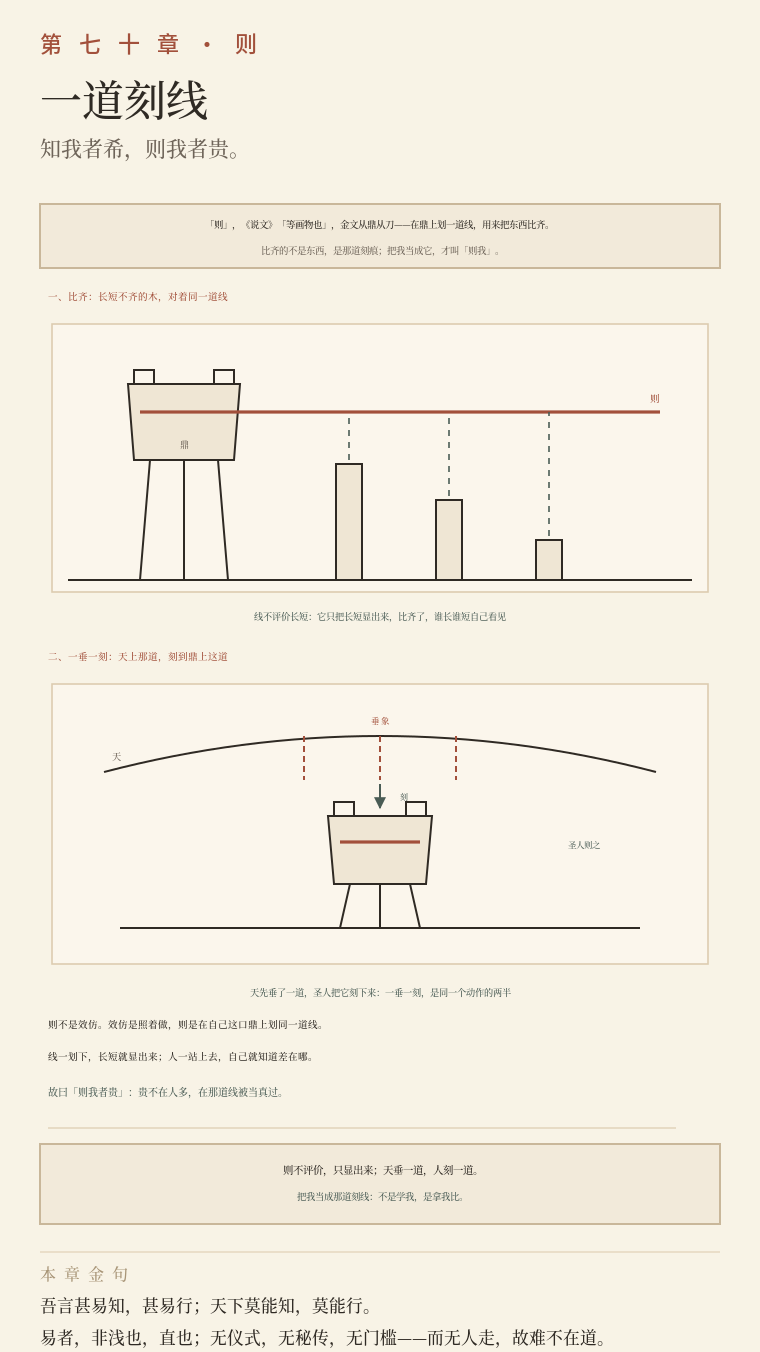 第七十章·则
一道刻线
知我者希，则我者贵。
「则」，《说文》「等画物也」，金文从鼎从刀——在鼎上划一道线，用来把东西比齐。
比齐的不是东西，是那道刻痕；把我当成它，才叫「则我」。
一、比齐：长短不齐的木，对着同一道线
则
鼎
线不评价长短：它只把长短显出来，比齐了，谁长谁短自己看见
二、一垂一刻：天上那道，刻到鼎上这道
垂象
天
刻
圣人则之
天先垂了一道，圣人把它刻下来：一垂一刻，是同一个动作的两半
则不是效仿。效仿是照着做，则是在自己这口鼎上划同一道线。
线一划下，长短就显出来；人一站上去，自己就知道差在哪。
故曰「则我者贵」：贵不在人多，在那道线被当真过。
则不评价，只显出来；天垂一道，人刻一道。
把我当成那道刻线：不是学我，是拿我比。
本章金句
吾言甚易知，甚易行；天下莫能知，莫能行。
易者，非浅也，直也；无仪式，无秘传，无门槛——而无人走，故难不在道。